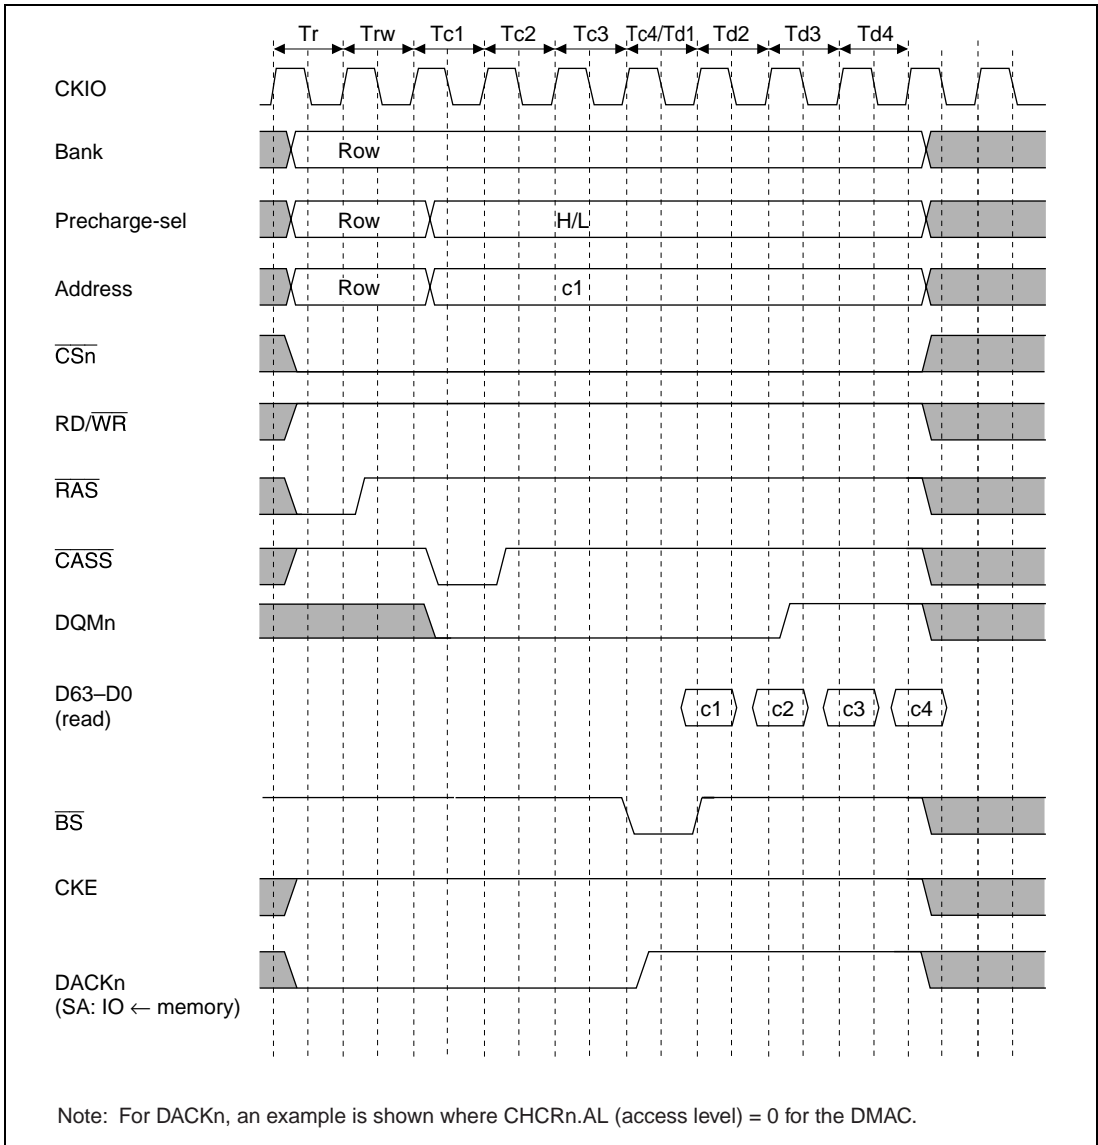 Tr Trw Tc1 Tc2 Tc3 Tc4/Td1 Td2 Td3 Td4
CKIO
Bank Row
Precharge-sel Row H/L
Address Row c1
CSn
RD/WR
RAS
CASS
DQMn
D63–D0
(read) c1 c2 c3 c4
BS
CKE
DACKn
(SA: IO ← memory)
Note: For DACKn, an example is shown where CHCRn.AL (access level) = 0 for the DMAC.